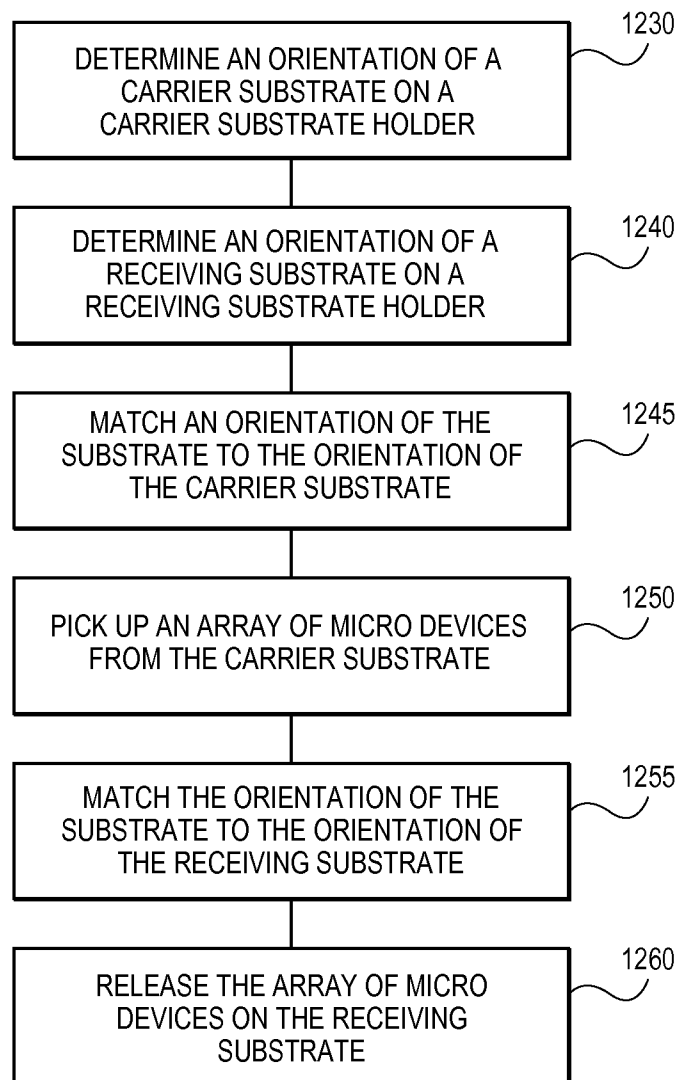 1230
DETERMINE AN ORIENTATION OF A
CARRIER SUBSTRATE ON A
CARRIER SUBSTRATE HOLDER
1240
DETERMINE AN ORIENTATION OF A
RECEIVING SUBSTRATE ON A
RECEIVING SUBSTRATE HOLDER
1245
MATCH AN ORIENTATION OF THE
SUBSTRATE TO THE ORIENTATION OF
THE CARRIER SUBSTRATE
1250
PICK UP AN ARRAY OF MICRO DEVICES
FROM THE CARRIER SUBSTRATE
1255
MATCH THE ORIENTATION OF THE
SUBSTRATE TO THE ORIENTATION OF
THE RECEIVING SUBSTRATE
1260
RELEASE THE ARRAY OF MICRO
DEVICES ON THE RECEIVING
SUBSTRATE